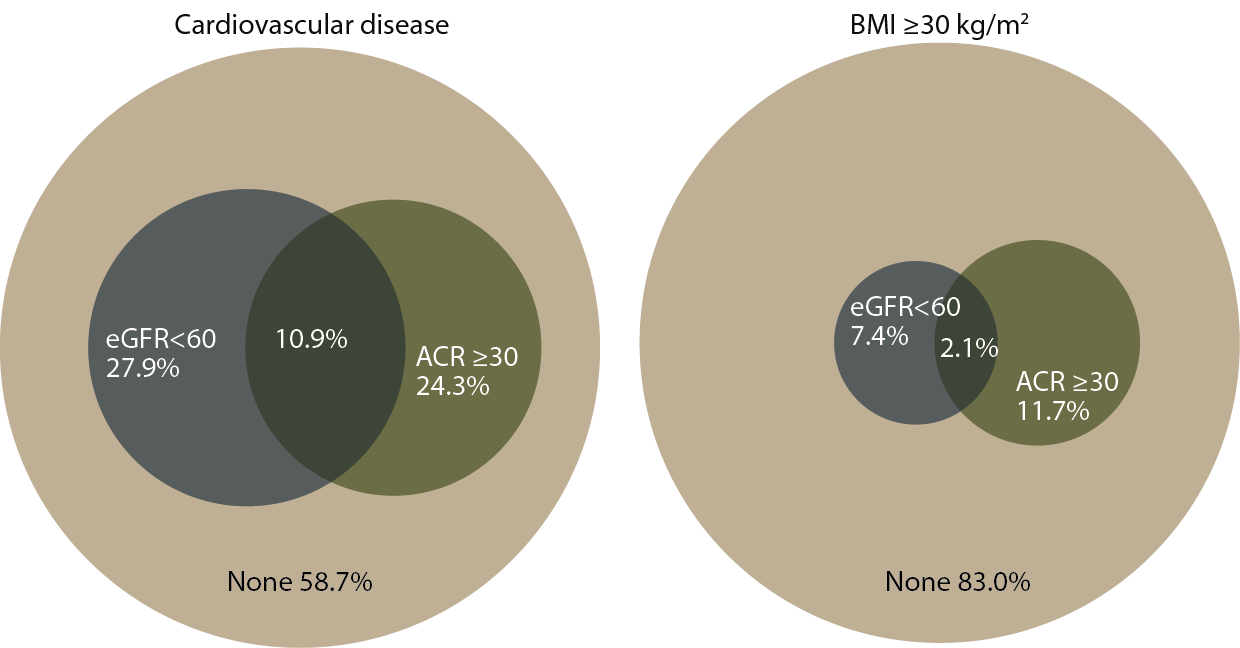 Cardiovascular disease
eGFR<60
27.9%
10.9%
ACR ≥30
24.3%
None 58.7%
BMI ≥30 kg/m²
eGFR<60
7.4%
2.1%
ACR ≥30
11.7%
None 83.0%